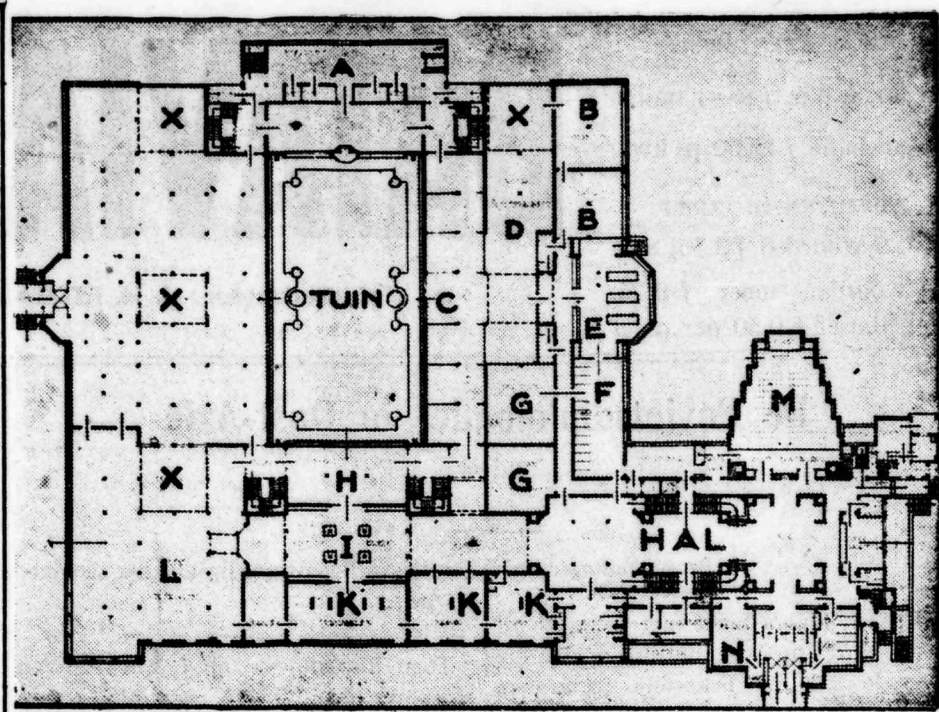 A
X X B
D B
X TUIN C E
G F M
X H G
I HAL
L K K K
N